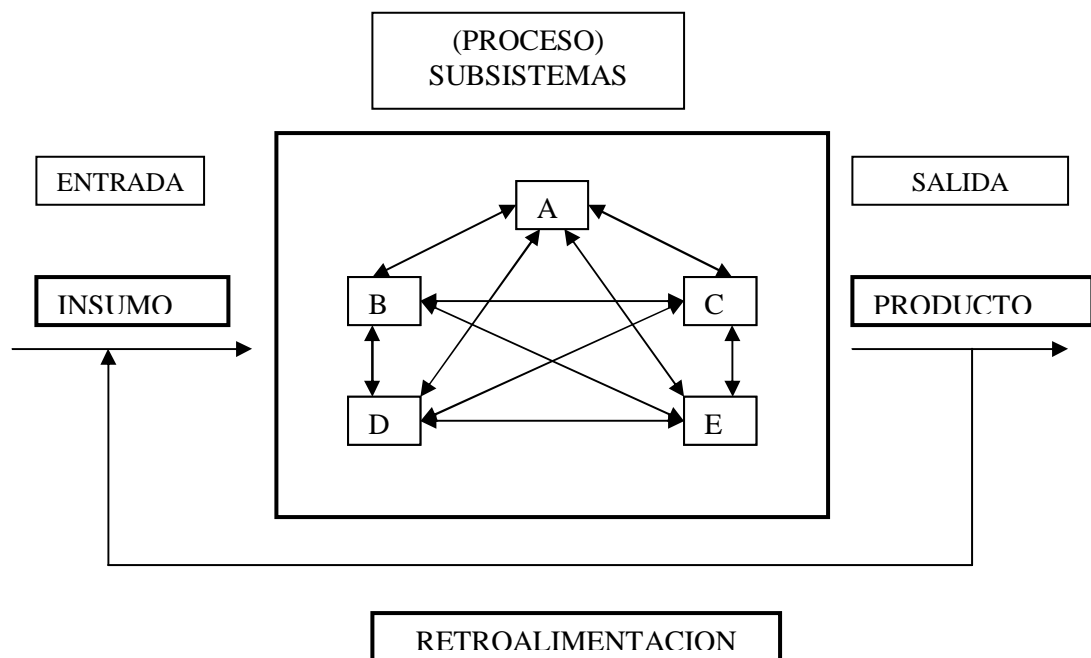 (PROCESO)
SUBSISTEMAS
ENTRADA
SALIDA
A
INSUMO
B
C
PRODUCTO
D
E
RETROALIMENTACION